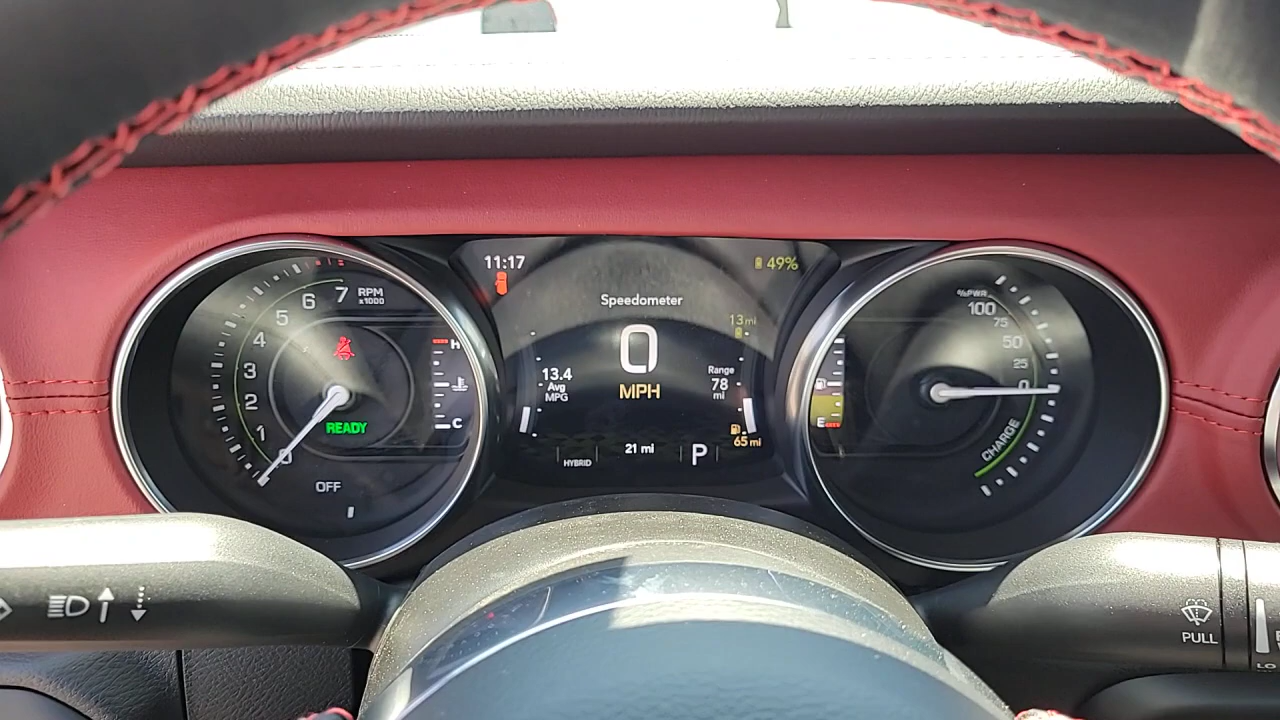 11:17
49%
Speedometer
0
MPH
13.4
Avg
MPG
13 mi
Range
78
mi
65 mi
HYBRID
21 mi
P
7
6
5
4
3
2
1
0
RPM
x1000
READY
OFF
H
C
%PWR
100
75
50
25
0
CHARGE
E
PULL
LO